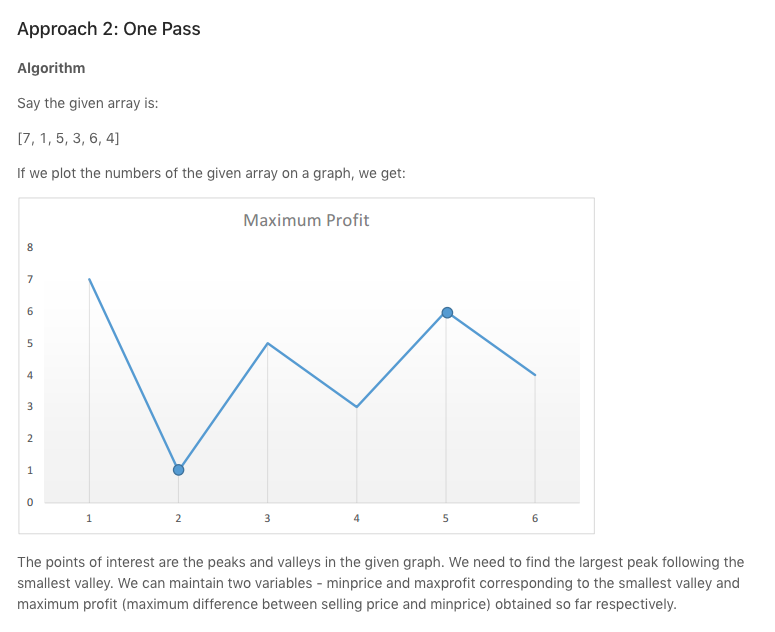 Approach 2: One Pass
Algorithm
Say the given array is:
[7, 1, 5, 3, 6, 4]
If we plot the numbers of the given array on a graph, we get:
Maximum Profit
8
7
6
5
4
3
2
1
0
1 2 3 4 5 6
The points of interest are the peaks and valleys in the given graph. We need to find the largest peak following the
smallest valley. We can maintain two variables - minprice and maxprofit corresponding to the smallest valley and
maximum profit (maximum difference between selling price and minprice) obtained so far respectively.